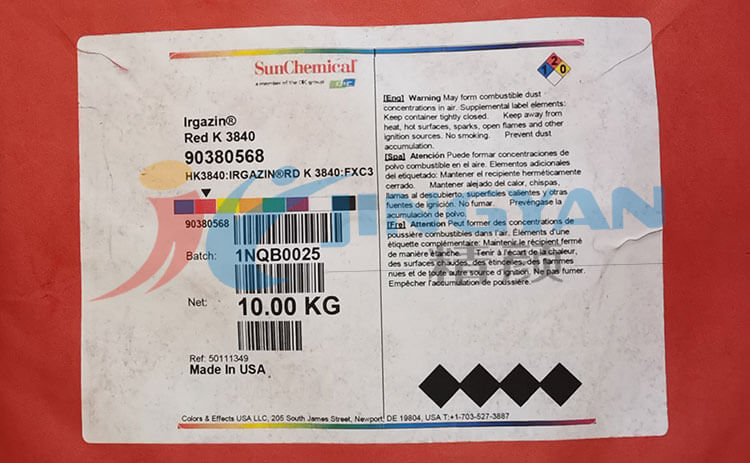 SunChemical
a member of the DIC group
DIC
Irgazin®
Red K 3840
90380568
HK3840:IRGAZIN®RD K 3840:FXC3
90380568
Batch: 1NQB0025
Net: 10.00 KG
Ref: 50111349
Made In USA
1 2 0
[Eng] Warning May form combustible dust
concentrations in air. Supplemental label elements:
Keep container tightly closed. Keep away from
heat, hot surfaces, sparks, open flames and other
ignition sources. No smoking. Prevent dust
accumulation.
[Spa] Atención Puede formar concentraciones de
polvo combustible en el aire. Elementos adicionales
del etiquetado: Mantener el recipiente herméticamente
cerrado. Mantener alejado del calor, chispas,
llamas al descubierto, superficies calientes y otras
fuentes de ignición. No fumar. Prevéngase la
acumulación de polvo.
[Fre] Attention Peut former des concentrations de
poussière combustibles dans l'air. Éléments d'une
étiquette complémentaire: Maintenir le récipient fermé
de manière étanche. Tenir à l'écart de la chaleur,
des surfaces chaudes, des étincelles, des flammes
nues et de toute autre source d'ignition. Ne pas fumer.
Empêcher l'accumulation de poussière.
Colors & Effects USA LLC, 205 South James Street, Newport, DE 19804, USA T:+1-703-527-3887